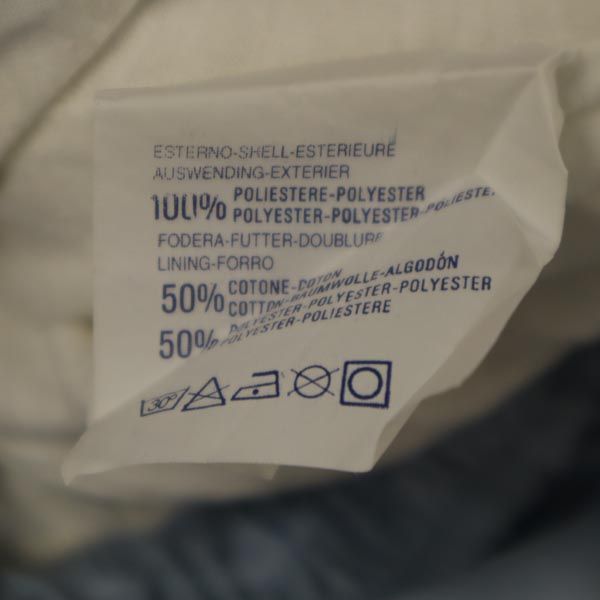 ESTERNO-SHELL-ESTERIEURE
AUSWENDING-EXTERIER
100% POLIESTERE-POLYESTER
POLYESTER-POLYESTER-POLIESTE
FODERA-FUTTER-DOUBLURE
LINING-FORRO
50% COTONE-COTON
COTTON-BAUMWOLLE-ALGODÓN
50% POLYESTER-POLYESTER-POLYESTER
POLYESTER-POLIESTERE
30°